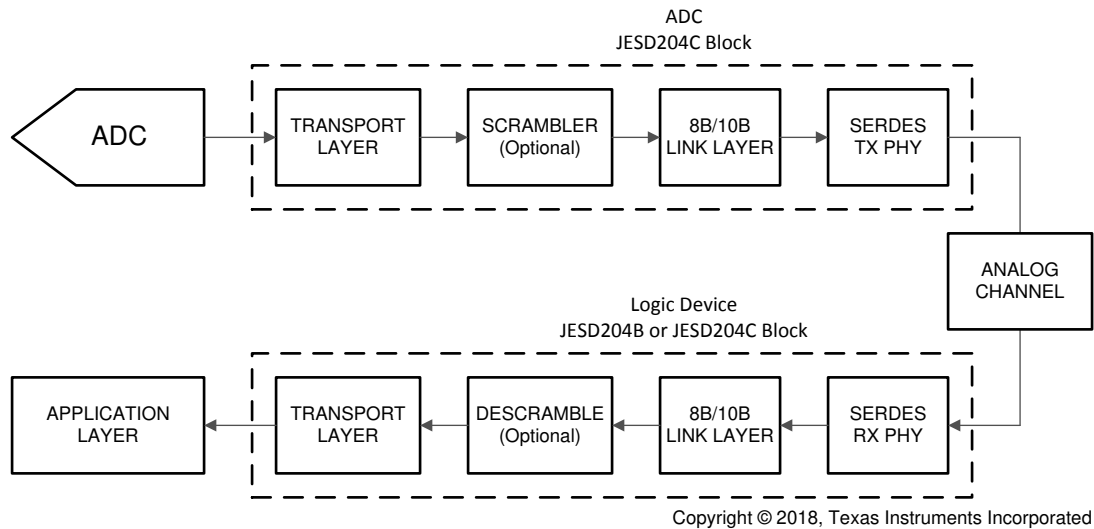 ADC
JESD204C Block
ADC
TRANSPORT
LAYER
SCRAMBLER
(Optional)
8B/10B
LINK LAYER
SERDES
TX PHY
ANALOG
CHANNEL
Logic Device
JESD204B or JESD204C Block
APPLICATION
LAYER
TRANSPORT
LAYER
DESCRAMBLE
(Optional)
8B/10B
LINK LAYER
SERDES
RX PHY
Copyright © 2018, Texas Instruments Incorporated